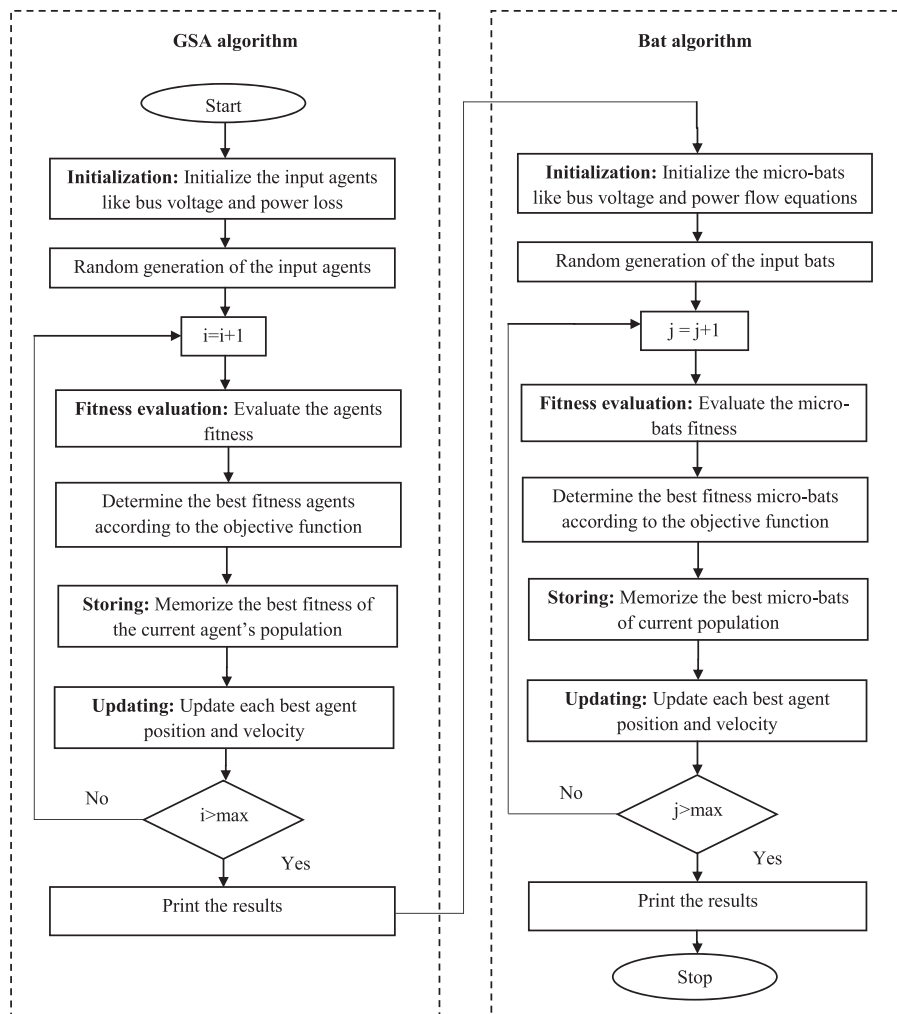 GSA algorithm
Start
Initialization: Initialize the input agents
like bus voltage and power loss
Random generation of the input agents
i=i+1
Fitness evaluation: Evaluate the agents
fitness
Determine the best fitness agents
according to the objective function
Storing: Memorize the best fitness of
the current agent's population
Updating: Update each best agent
position and velocity
No
i>max
Yes
Print the results
Bat algorithm
Initialization: Initialize the micro-bats
like bus voltage and power flow equations
Random generation of the input bats
j = j+1
Fitness evaluation: Evaluate the micro-
bats fitness
Determine the best fitness micro-bats
according to the objective function
Storing: Memorize the best micro-bats
of current population
Updating: Update each best agent
position and velocity
No
j>max
Yes
Print the results
Stop